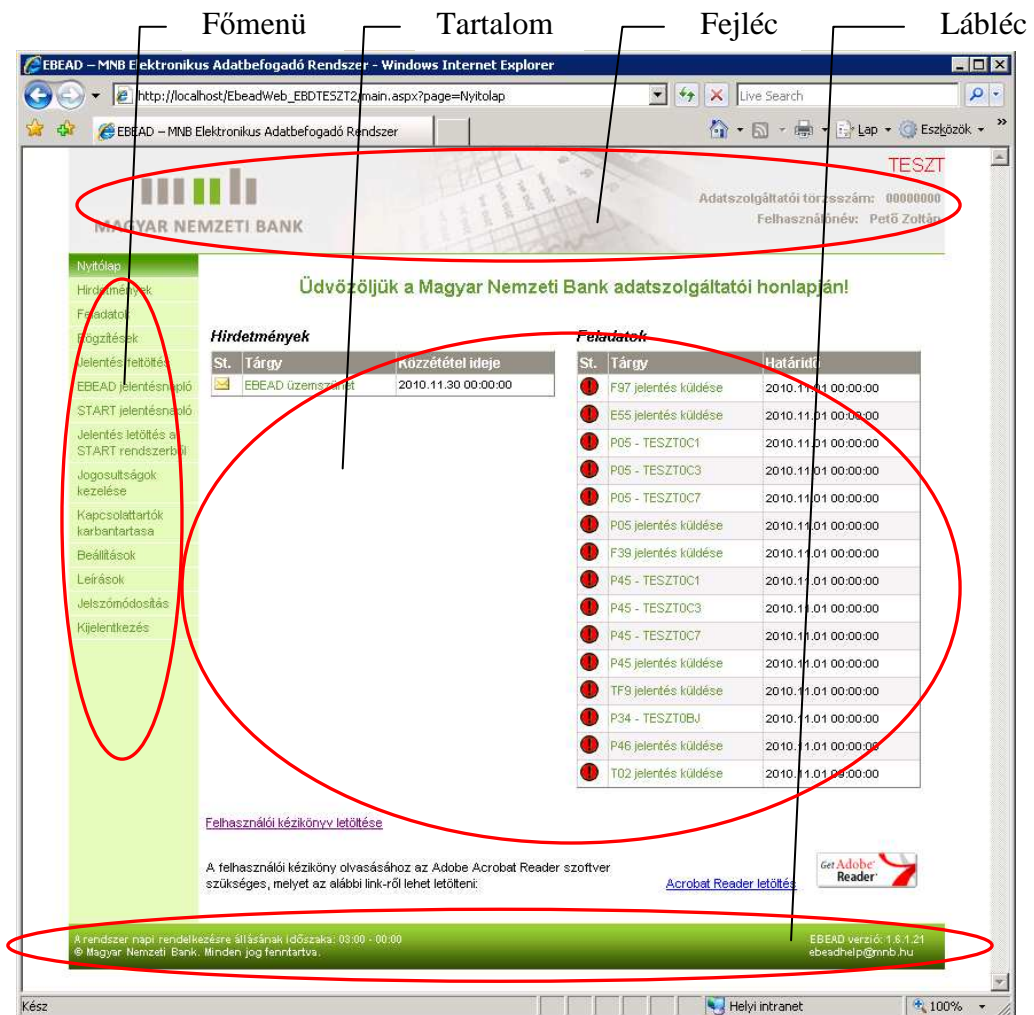 Főmenü Tartalom Fejléc Lábléc
EBEAD – MNB Elektronikus Adatbefogadó Rendszer - Windows Internet Explorer
http://localhost/EbeadWeb_EBDTESZT2/main.aspx?page=Nyitolap
Live Search
EBEAD – MNB Elektronikus Adatbefogadó Rendszer
Lap Eszközök »
TESZT
Adatszolgáltatói törzsszám: 00000000
Felhasználónév: Pető Zoltán
MAGYAR NEMZETI BANK
Nyitólap
Hirdetmények
Feladatok
Rögzítések
Jelentés feltöltés
EBEAD jelentésnapló
START jelentésnapló
Jelentés letöltés a
START rendszerből
Jogosultságok
kezelése
Kapcsolattartók
karbantartasa
Beállítások
Leírások
Jelszómódosítás
Kijelentkezés
Üdvözöljük a Magyar Nemzeti Bank adatszolgáltatói honlapján!
Hirdetmények
St. Tárgy Közzététel ideje
EBEAD üzemszünet 2010.11.30 00:00:00
Feladatok
St. Tárgy Határidő
F97 jelentés küldése 2010.11.01 00:00:00
E55 jelentés küldése 2010.11.01 00:00:00
P05 - TESZT0C1 2010.11.01 00:00:00
P05 - TESZT0C3 2010.11.01 00:00:00
P05 - TESZT0C7 2010.11.01 00:00:00
P05 jelentés küldése 2010.11.01 00:00:00
F39 jelentés küldése 2010.11.01 00:00:00
P45 - TESZT0C1 2010.11.01 00:00:00
P45 - TESZT0C3 2010.11.01 00:00:00
P45 - TESZT0C7 2010.11.01 00:00:00
P45 jelentés küldése 2010.11.01 00:00:00
TF9 jelentés küldése 2010.11.01 00:00:00
P34 - TESZT0BJ 2010.11.01 00:00:00
P46 jelentés küldése 2010.11.01 00:00:00
T02 jelentés küldése 2010.11.01 00:00:00
Felhasználói kézikönyv letöltése
A felhasználói kéziköny olvasásához az Adobe Acrobat Reader szoftver
szükséges, melyet az alábbi link-ről lehet letölteni:
Acrobat Reader letöltés
Get Adobe
Reader
A rendszer napi rendelkezésre állásának időszaka: 03:00 - 00:00
© Magyar Nemzeti Bank. Minden jog fenntartva.
EBEAD verzió: 1.6.1.21
ebeadhelp@mnb.hu
Kész
Helyi intranet
100%